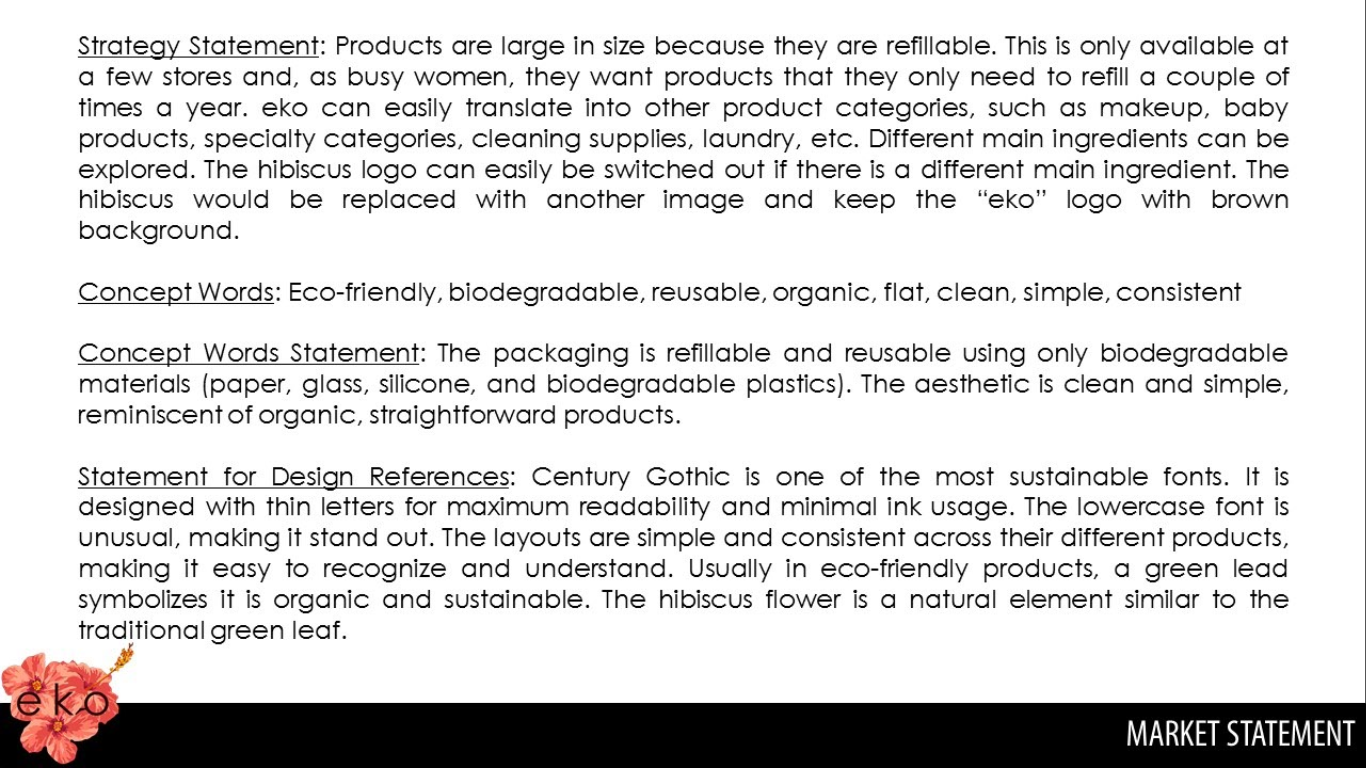 Strategy Statement: Products are large in size because they are refillable. This is only available at
a few stores and, as busy women, they want products that they only need to refill a couple of
times a year. eko can easily translate into other product categories, such as makeup, baby
products, specialty categories, cleaning supplies, laundry, etc. Different main ingredients can be
explored. The hibiscus logo can easily be switched out if there is a different main ingredient. The
hibiscus would be replaced with another image and keep the “eko” logo with brown
background.
Concept Words: Eco-friendly, biodegradable, reusable, organic, flat, clean, simple, consistent
Concept Words Statement: The packaging is refillable and reusable using only biodegradable
materials (paper, glass, silicone, and biodegradable plastics). The aesthetic is clean and simple,
reminiscent of organic, straightforward products.
Statement for Design References: Century Gothic is one of the most sustainable fonts. It is
designed with thin letters for maximum readability and minimal ink usage. The lowercase font is
unusual, making it stand out. The layouts are simple and consistent across their different products,
making it easy to recognize and understand. Usually in eco-friendly products, a green lead
symbolizes it is organic and sustainable. The hibiscus flower is a natural element similar to the
traditional green leaf.
eko
MARKET STATEMENT